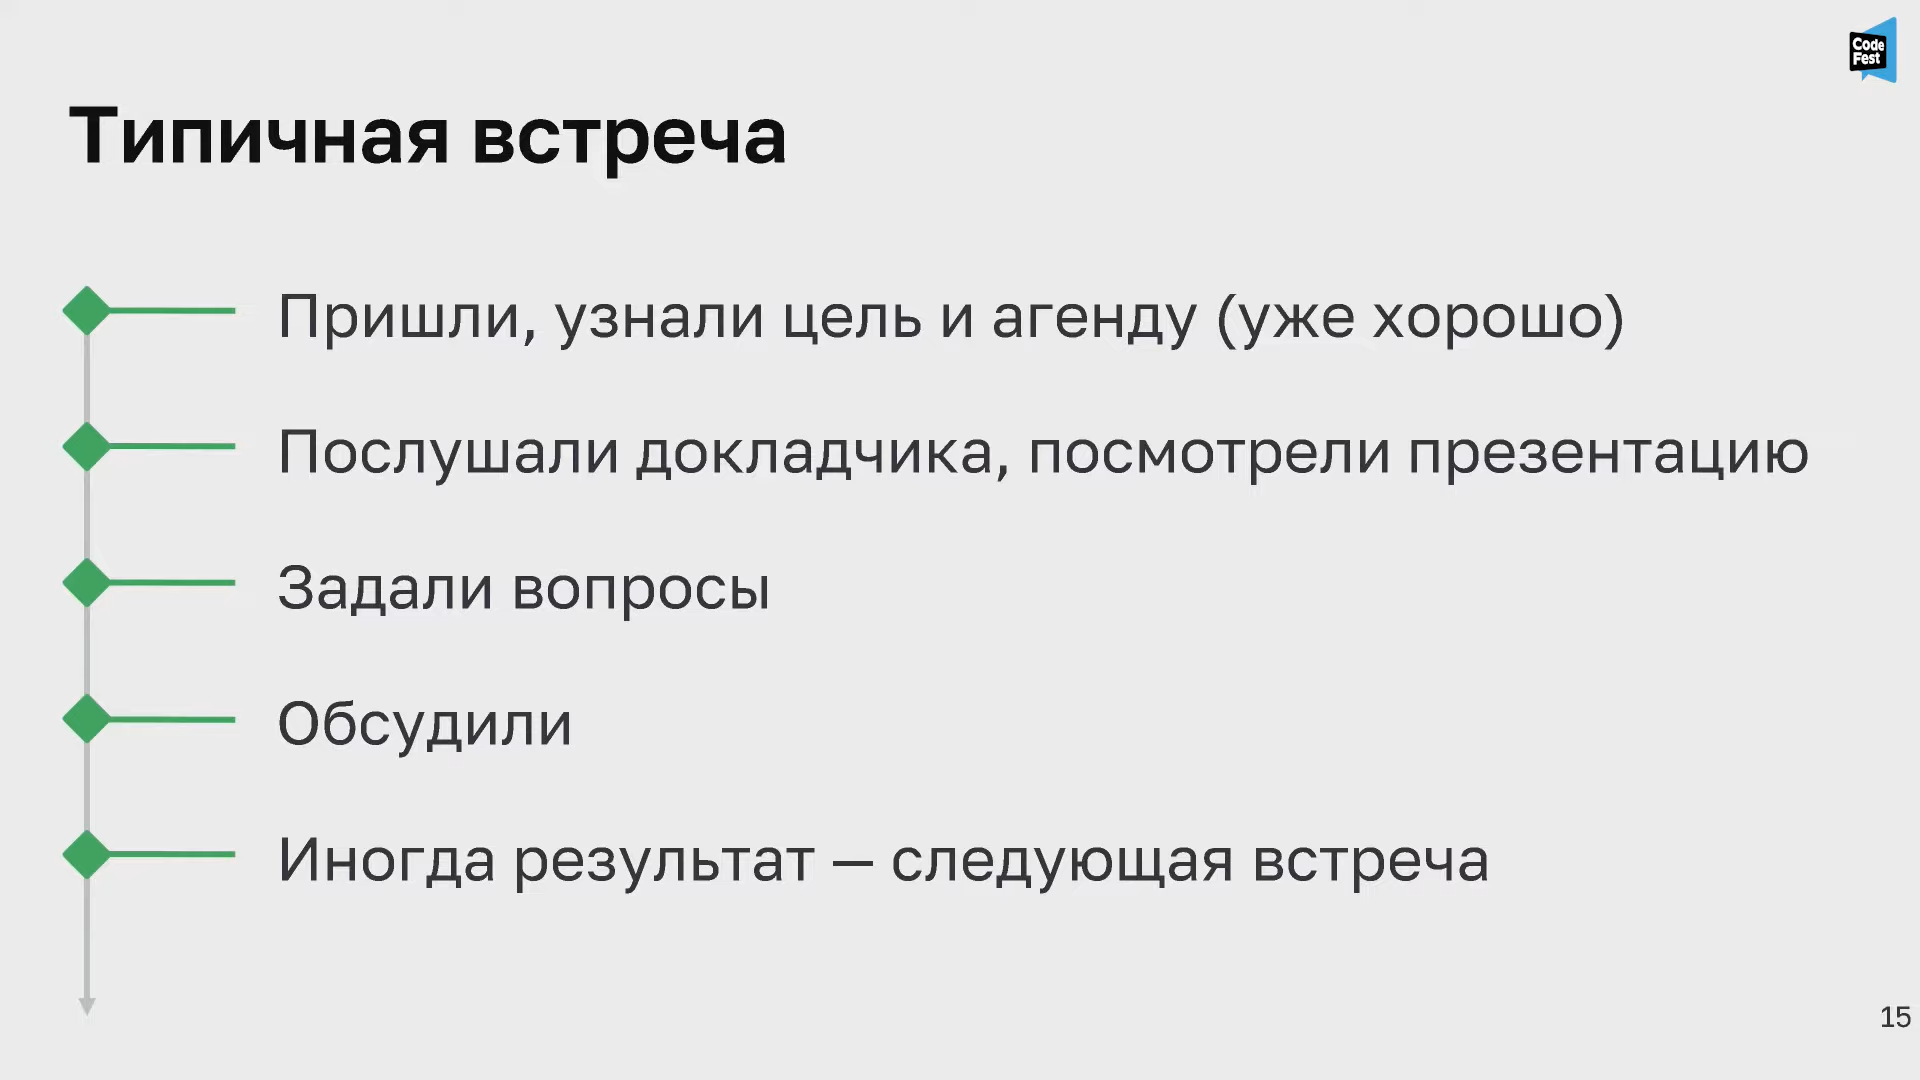 Code
Fest
Типичная встреча
Пришли, узнали цель и агенду (уже хорошо)
Послушали докладчика, посмотрели презентацию
Задали вопросы
Обсудили
Иногда результат — следующая встреча
15